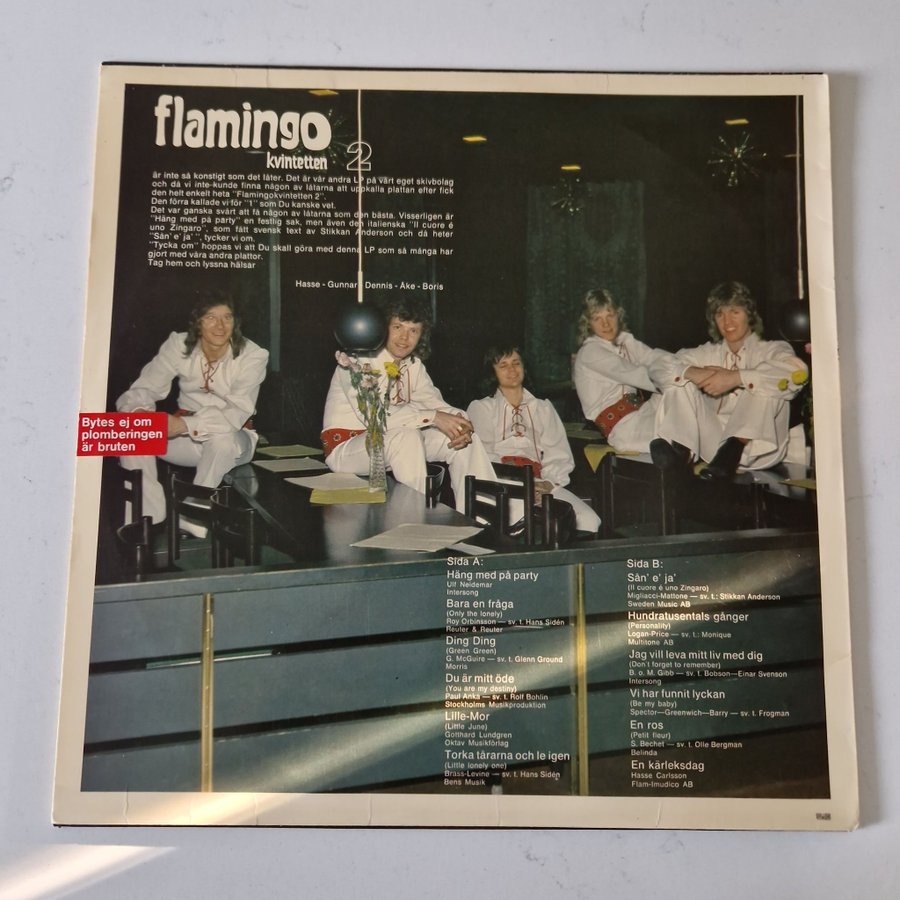 flamingo
kvintetten 2
är inte så konstigt som det låter. Det är vår andra LP på vårt eget skivbolag
och då vi inte kunde finna någon av låtarna att uppkalla plattan efter fick
den helt enkelt heta "Flamingokvintetten 2".
Den förra kallade vi för "1" som Du kanske vet.
Det var ganska svårt att få någon av låtarna som den bästa. Visserligen är
"Häng med på party" en festlig sak, men även den italienska "Il cuore é
uno Zingaro", som fått svensk text av Stikkan Anderson och då heter
"Sån' e' ja' ", tycker vi om.
"Tycka om" hoppas vi att Du skall göra med denna LP som så många har
gjort med våra andra plattor.
Tag hem och lyssna hälsar
Hasse - Gunnar - Dennis - Åke - Boris
Bytes ej om
plomberingen
är bruten
Sida A:
Häng med på party
Ulf Neidemar
Intersong
Bara en fråga
(Only the lonely)
Roy Orbinsson — sv. t. Hans Sidén
Reuter & Reuter
Ding Ding
(Green Green)
G. McGuire — sv. t. Glenn Ground
Morris
Du är mitt öde
(You are my destiny)
Paul Anka — sv. t. Rolf Bohlin
Stockholms Musikproduktion
Lille-Mor
(Little June)
Gotthard Lundgren
Oktav Musikförlag
Torka tårarna och le igen
(Little lonely one)
Brass-Levine — sv. t. Hans Sidén
Bens Musik
Sida B:
Sån' e' ja'
(Il cuore é uno Zingaro)
Migliacci-Mattone — sv. t.: Stikkan Anderson
Sweden Music AB
Hundratusentals gånger
(Personality)
Logan-Price — sv. t.: Monique
Multitone AB
Jag vill leva mitt liv med dig
(Don't forget to remember)
B. o. M. Gibb — sv. t. Bobson—Einar Svenson
Intersong
Vi har funnit lyckan
(Be my baby)
Spector—Greenwich—Barry — sv. t. Frogman
En ros
(Petit fleur)
S. Bechet — sv. t. Olle Bergman
Belinda
En kärleksdag
Hasse Carlsson
Flam-Imudico AB